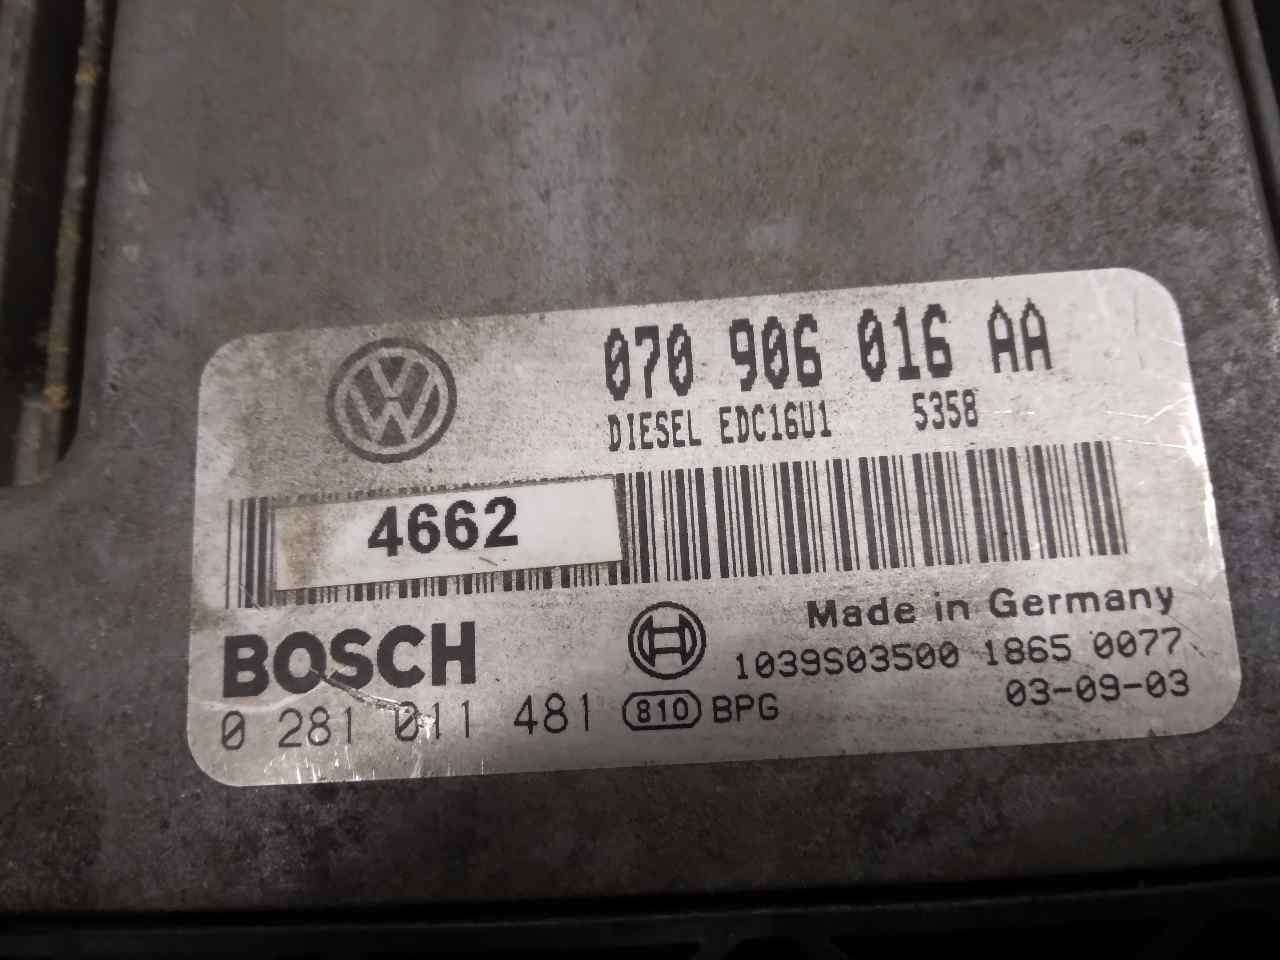 070 906 016 AA
DIESEL EDC16U1 5358
4662
Made in Germany
BOSCH
1039S03500 1865 0077
0 281 011 481 810 BPG 03-09-03